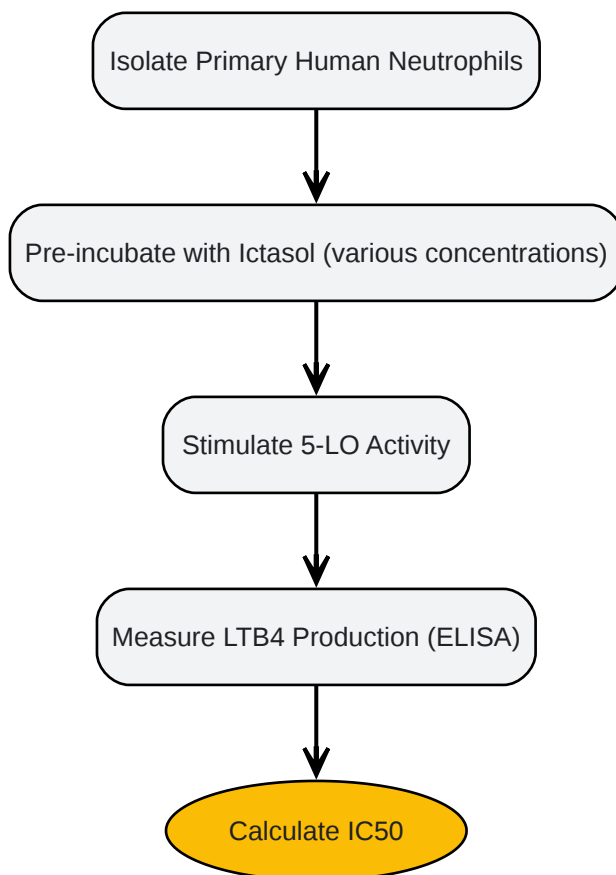 Isolate Primary Human Neutrophils
Pre-incubate with Ictasol (various concentrations)
Stimulate 5-LO Activity
Measure LTB4 Production (ELISA)
Calculate IC50